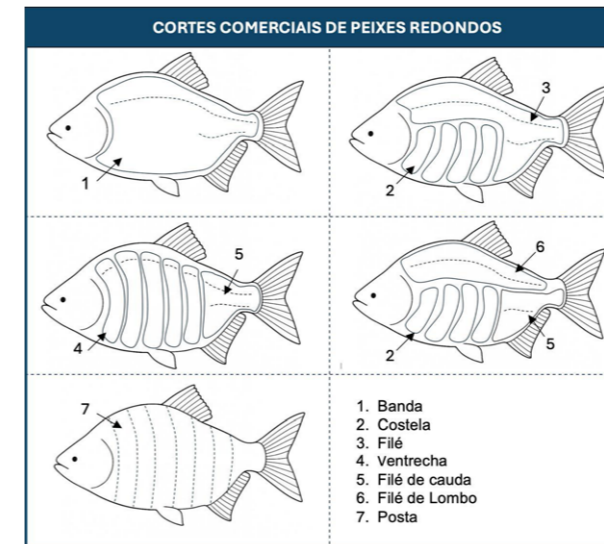 CORTES COMERCIAIS DE PEIXES REDONDOS
1
3
2
5
4
6
2
5
7
1. Banda
2. Costela
3. Filé
4. Ventrecha
5. Filé de cauda
6. Filé de Lombo
7. Posta